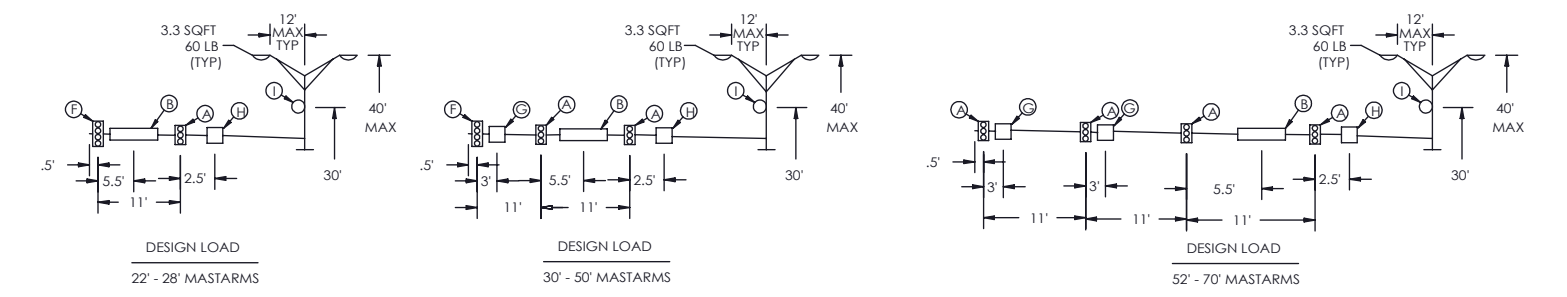 3.3 SQFT
60 LB
(TYP)
12'
MAX
TYP
40'
MAX
30'
F
B
A
H
I
.5'
5.5'
2.5'
11'
DESIGN LOAD
22' - 28' MASTARMS
3.3 SQFT
60 LB
(TYP)
12'
MAX
TYP
40'
MAX
30'
F
G
A
B
A
H
I
.5'
3'
5.5'
2.5'
11'
11'
DESIGN LOAD
30' - 50' MASTARMS
3.3 SQFT
60 LB
(TYP)
12'
MAX
TYP
40'
MAX
30'
A
G
A
G
A
B
A
H
I
.5'
3'
3'
5.5'
2.5'
11'
11'
11'
DESIGN LOAD
52' - 70' MASTARMS